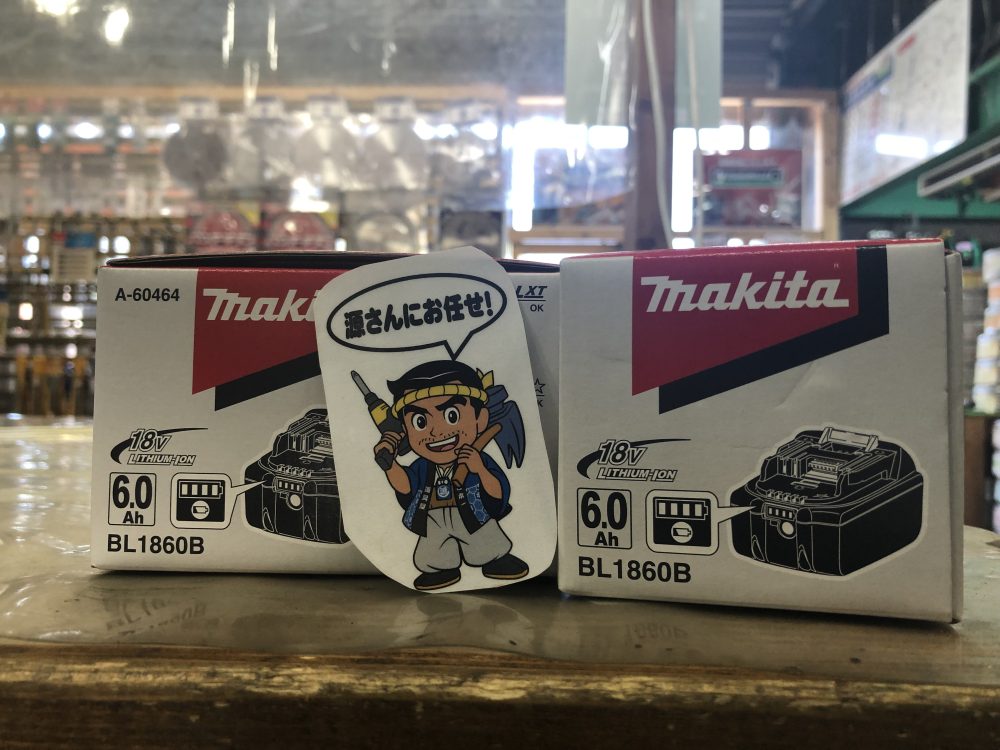 A-60464
makita
18V
LITHIUM-ION
6.0
Ah
BL1860B
源さんにお任せ!
LXT
OK
makita
18V
LITHIUM-ION
6.0
Ah
BL1860B